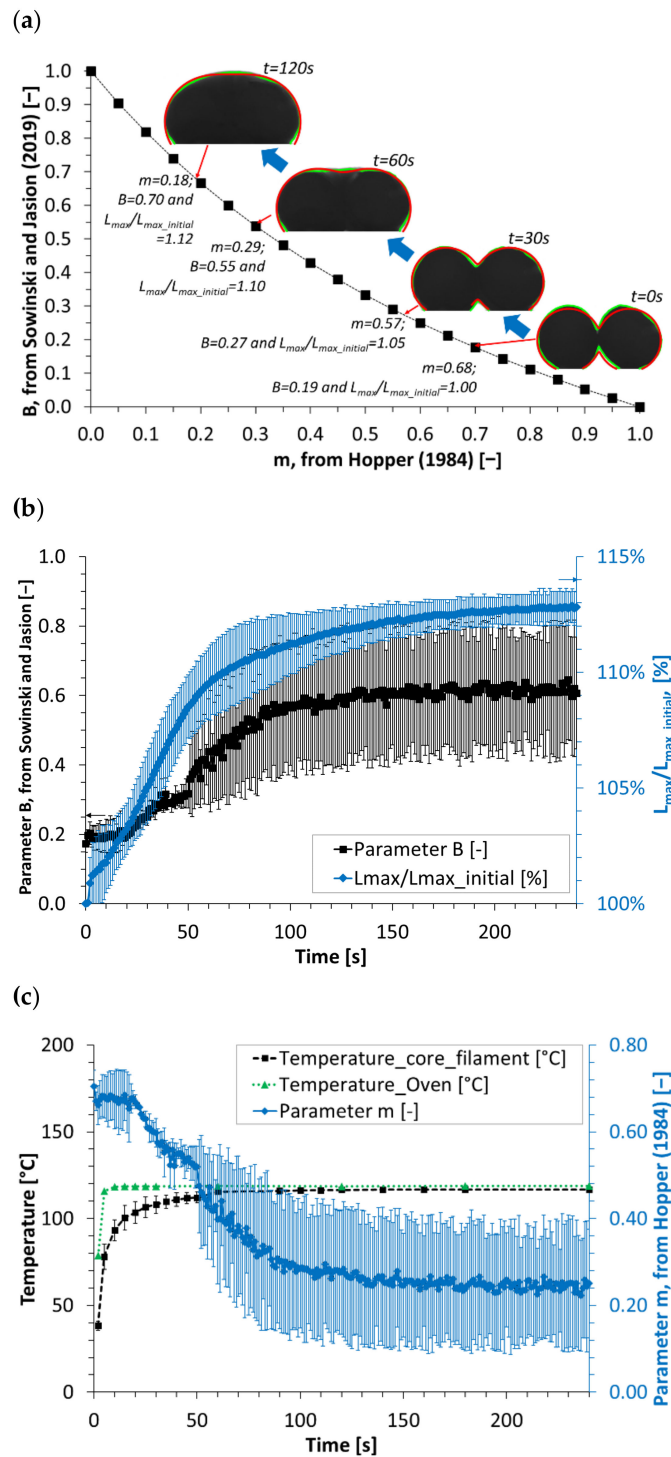 (a)
B, from Sowinski and Jasion (2019) [–]
1.0
0.9
0.8
0.7
0.6
0.5
0.4
0.3
0.2
0.1
0.0
t=120s
t=60s
t=30s
t=0s
m=0.18;
B=0.70 and
Lmax/Lmax_initial
=1.12
m=0.29;
B=0.55 and
Lmax/Lmax_initial=1.10
m=0.57;
B=0.27 and Lmax/Lmax_initial=1.05
m=0.68;
B=0.19 and Lmax/Lmax_initial=1.00
0.0 0.1 0.2 0.3 0.4 0.5 0.6 0.7 0.8 0.9 1.0
m, from Hopper (1984) [–]
(b)
Parameter B, from Sowinski and Jasion [–]
1.0
0.8
0.6
0.4
0.2
0.0
115%
110%
105%
100%
Lmax/Lmax_initial, [%]
Parameter B [-]
Lmax/Lmax_initial [%]
0 50 100 150 200
Time [s]
(c)
Temperature [°C]
200
150
100
50
0
Temperature_core_filament [°C]
Temperature_Oven [°C]
Parameter m [-]
0.80
0.60
0.40
0.20
0.00
Parameter m, from Hopper (1984) [–]
0 50 100 150 200
Time [s]